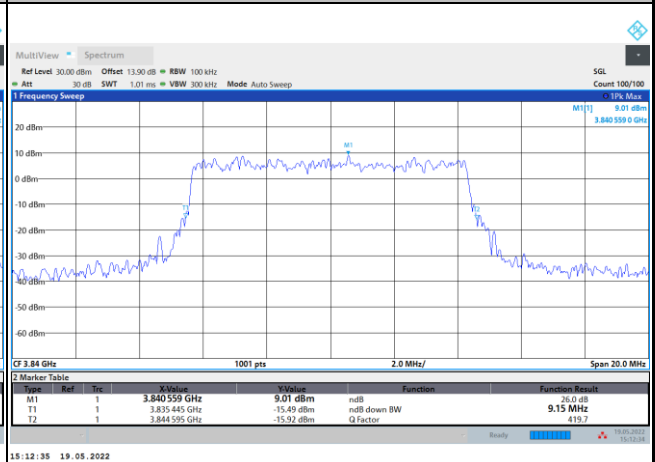 MultiView Spectrum
Ref Level 30.00 dBm Offset 13.90 dB RBW 100 kHz SGL
Att 30 dB SWT 1.01 ms VBW 300 kHz Mode Auto Sweep Count 100/100
1 Frequency Sweep 1Pk Max
M1[1] 9.01 dBm
3.840 559 0 GHz
20 dBm
M1
10 dBm
0 dBm
-10 dBm
T1 T2
-20 dBm
-30 dBm
-40 dBm
-50 dBm
-60 dBm
CF 3.84 GHz 1001 pts 2.0 MHz/ Span 20.0 MHz
2 Marker Table
Type Ref Trc X-Value Y-Value Function Function Result
M1 1 3.840 559 GHz 9.01 dBm ndB 26.0 dB
T1 1 3.835 445 GHz -15.49 dBm ndB down BW 9.15 MHz
T2 1 3.844 595 GHz -15.92 dBm Q Factor 419.7
Ready 19.05.2022
15:12:34
15:12:35 19.05.2022